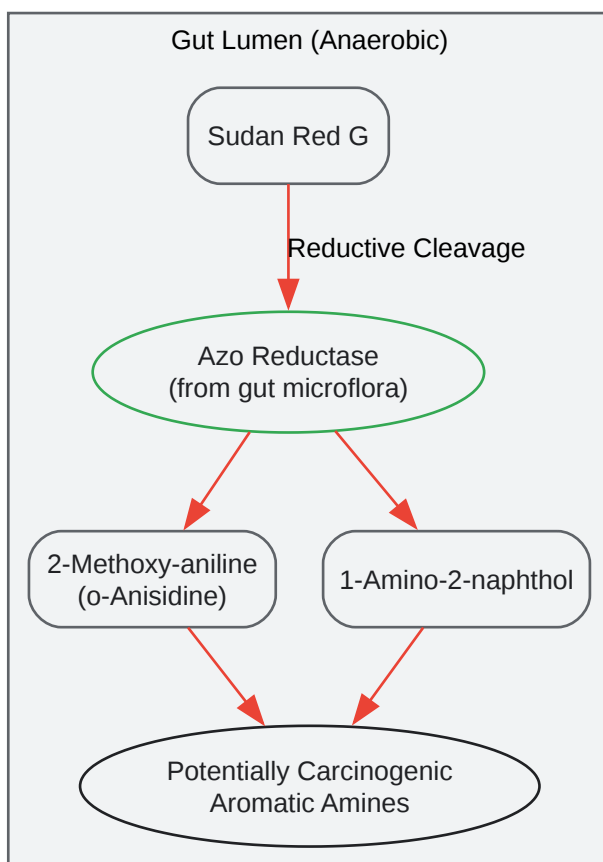 Gut Lumen (Anaerobic)
Sudan Red G
Reductive Cleavage
Azo Reductase
(from gut microflora)
2-Methoxy-aniline
(o-Anisidine)
1-Amino-2-naphthol
Potentially Carcinogenic
Aromatic Amines